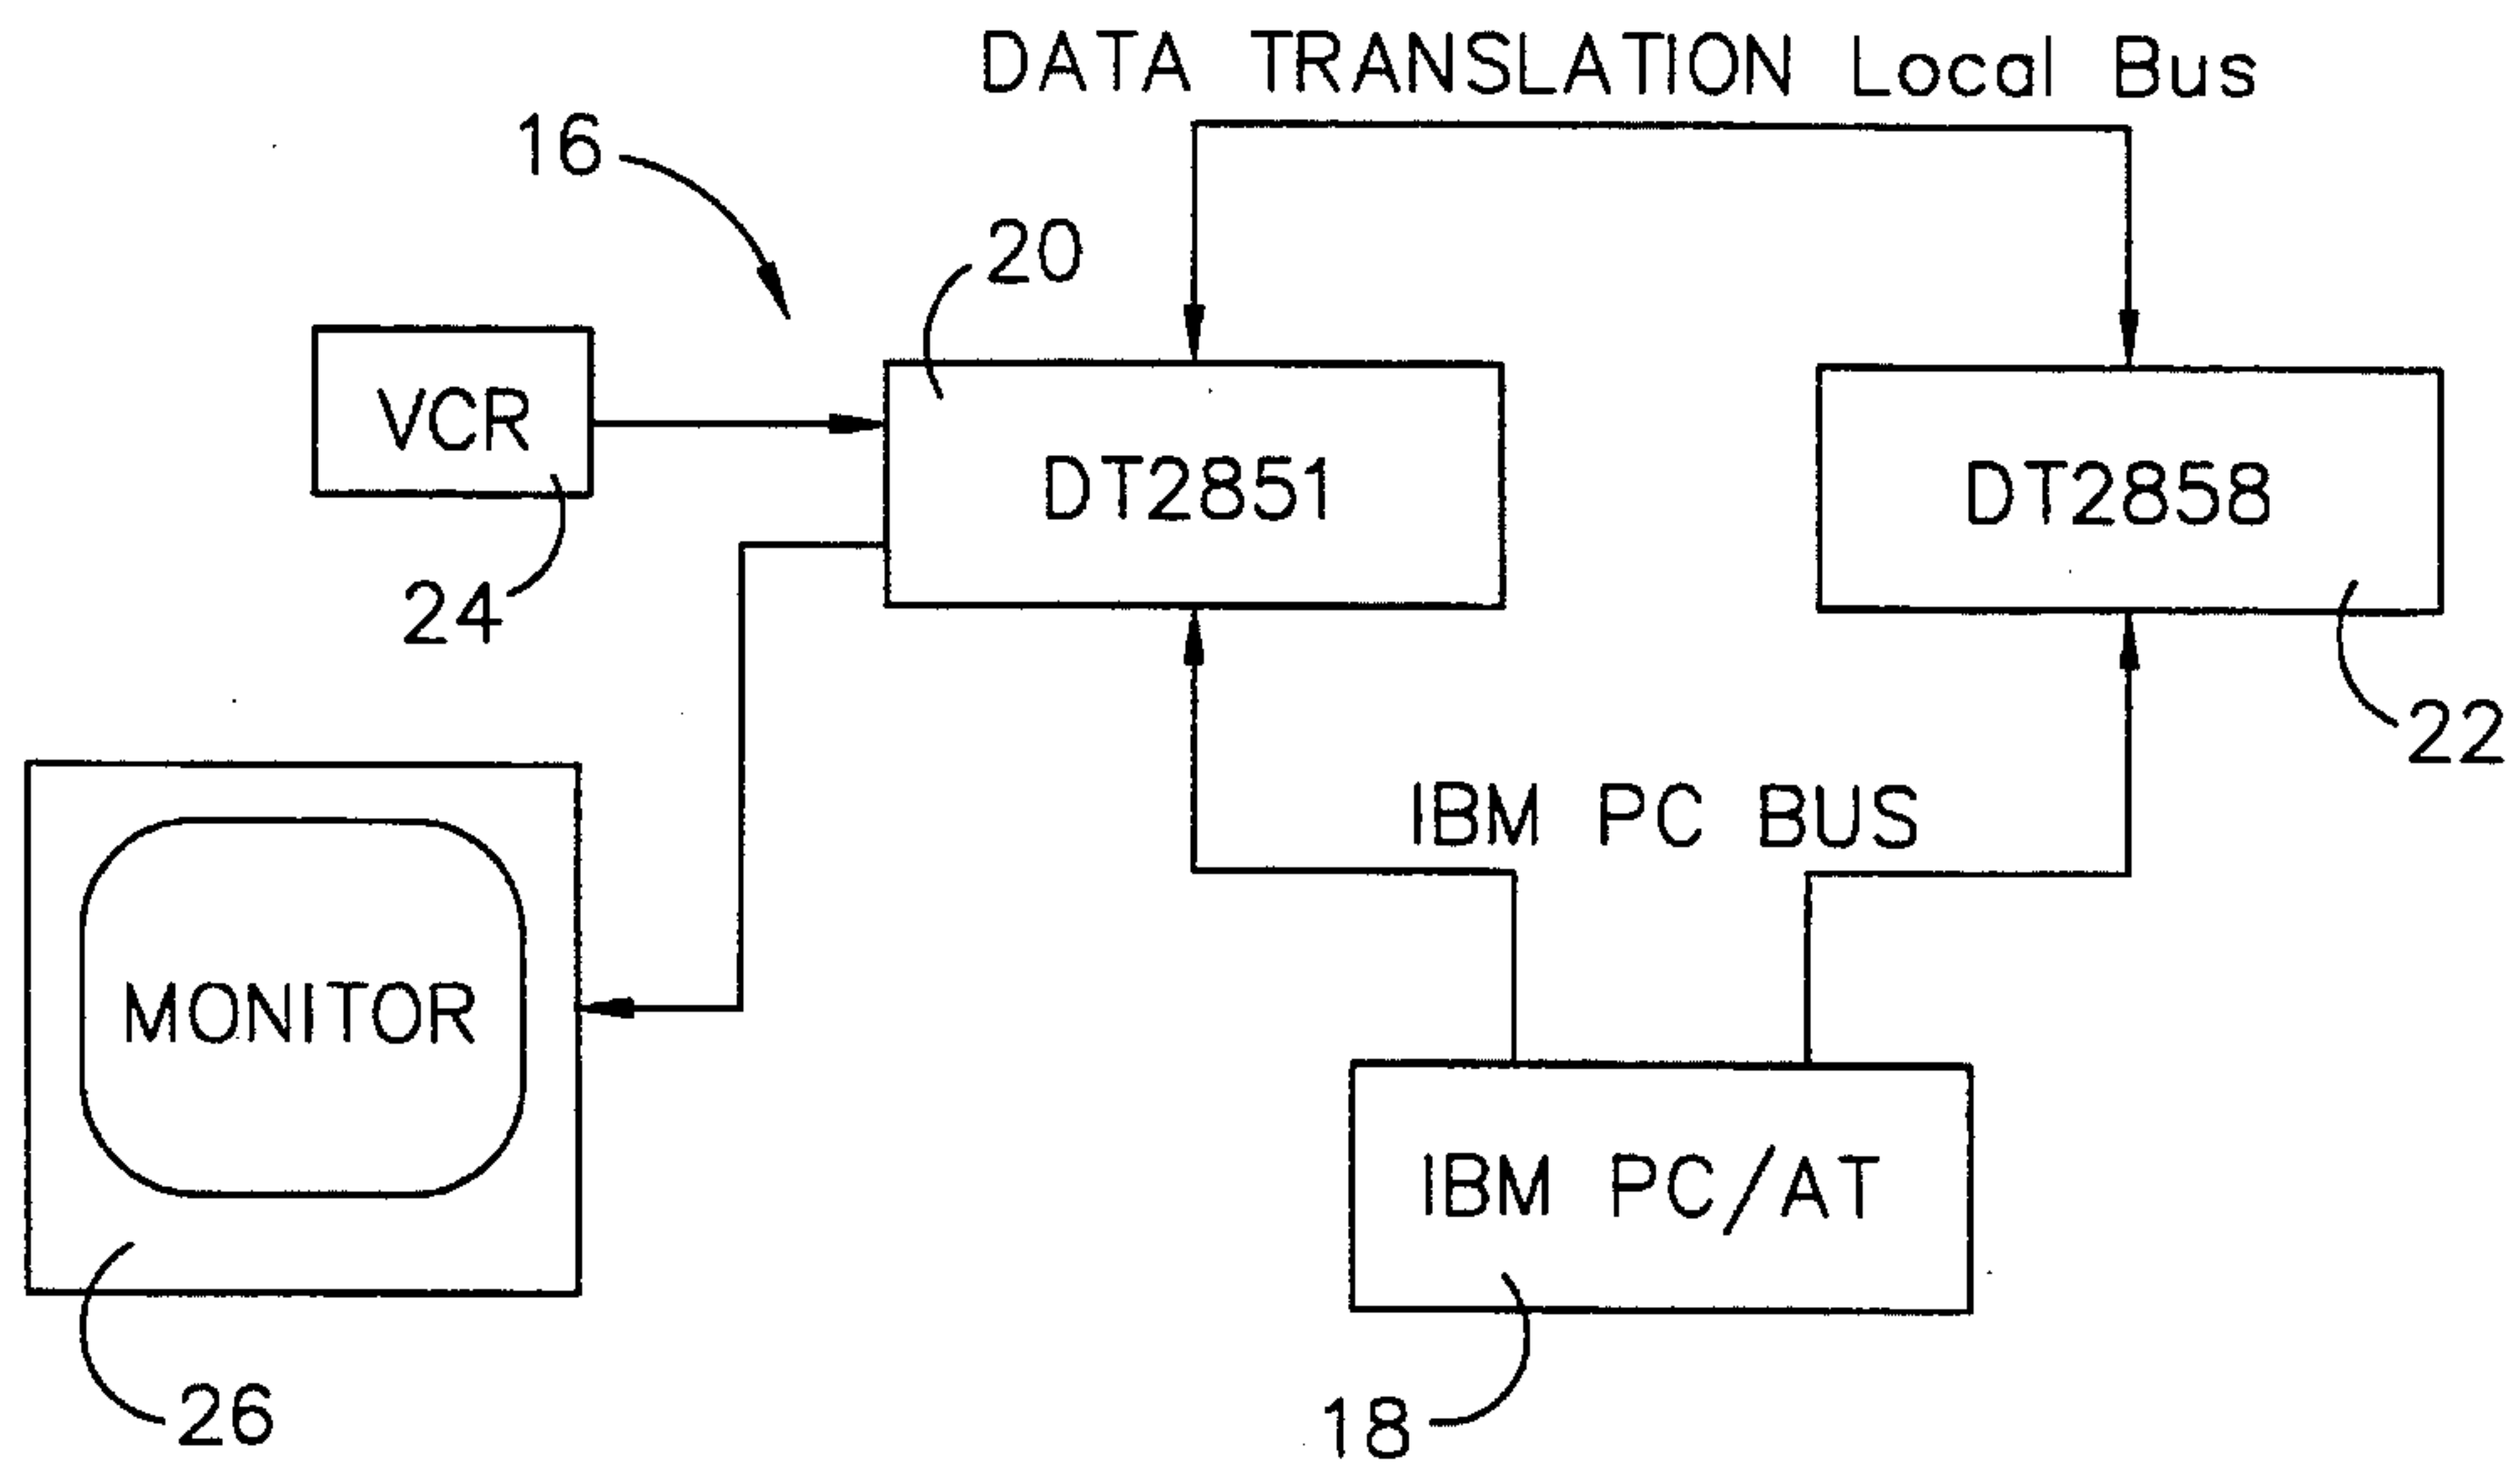 DATA TRANSLATION Local Bus
16
20
VCR
DT2851
DT2858
24
22
IBM PC BUS
MONITOR
IBM PC/AT
26
18